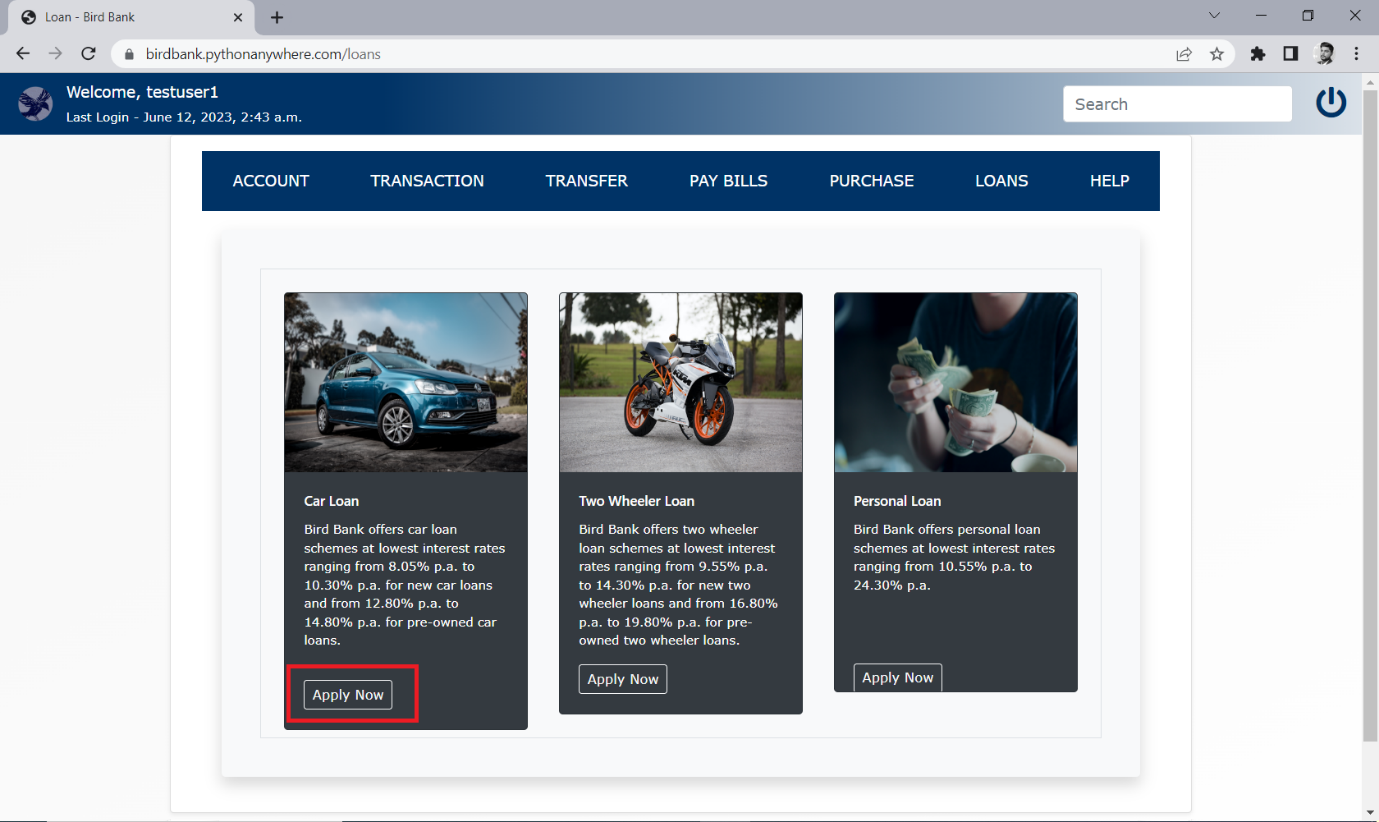 Loan - Bird Bank
birdbank.pythonanywhere.com/loans
Welcome, testuser1
Last Login - June 12, 2023, 2:43 a.m.
Search
ACCOUNT TRANSACTION TRANSFER PAY BILLS PURCHASE LOANS HELP
Car Loan
Bird Bank offers car loan
schemes at lowest interest rates
ranging from 8.05% p.a. to
10.30% p.a. for new car loans
and from 12.80% p.a. to
14.80% p.a. for pre-owned car
loans.
Apply Now
Two Wheeler Loan
Bird Bank offers two wheeler
loan schemes at lowest interest
rates ranging from 9.55% p.a.
to 14.30% p.a. for new two
wheeler loans and from 16.80%
p.a. to 19.80% p.a. for pre-
owned two wheeler loans.
Apply Now
Personal Loan
Bird Bank offers personal loan
schemes at lowest interest rates
ranging from 10.55% p.a. to
24.30% p.a.
Apply Now